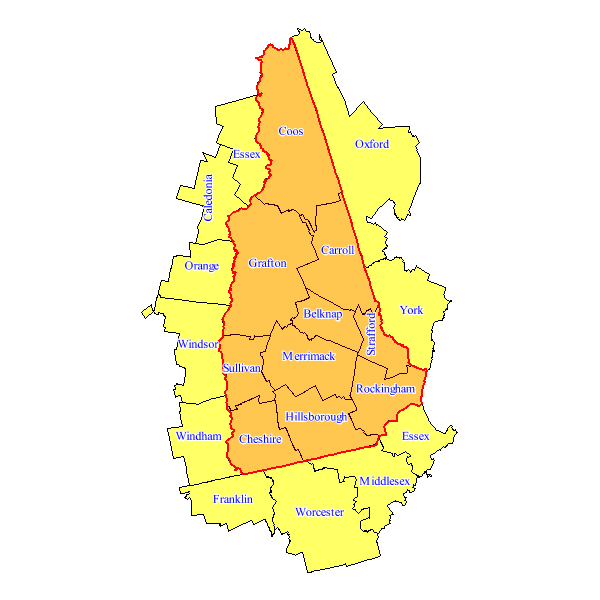 Coos
Oxford
Essex
Caledonia
Carroll
Grafton
Orange
York
Belknap
Strafford
Windsor
Merrimack
Sullivan
Rockingham
Hillsborough
Windham
Cheshire
Essex
Middlesex
Franklin
Worcester